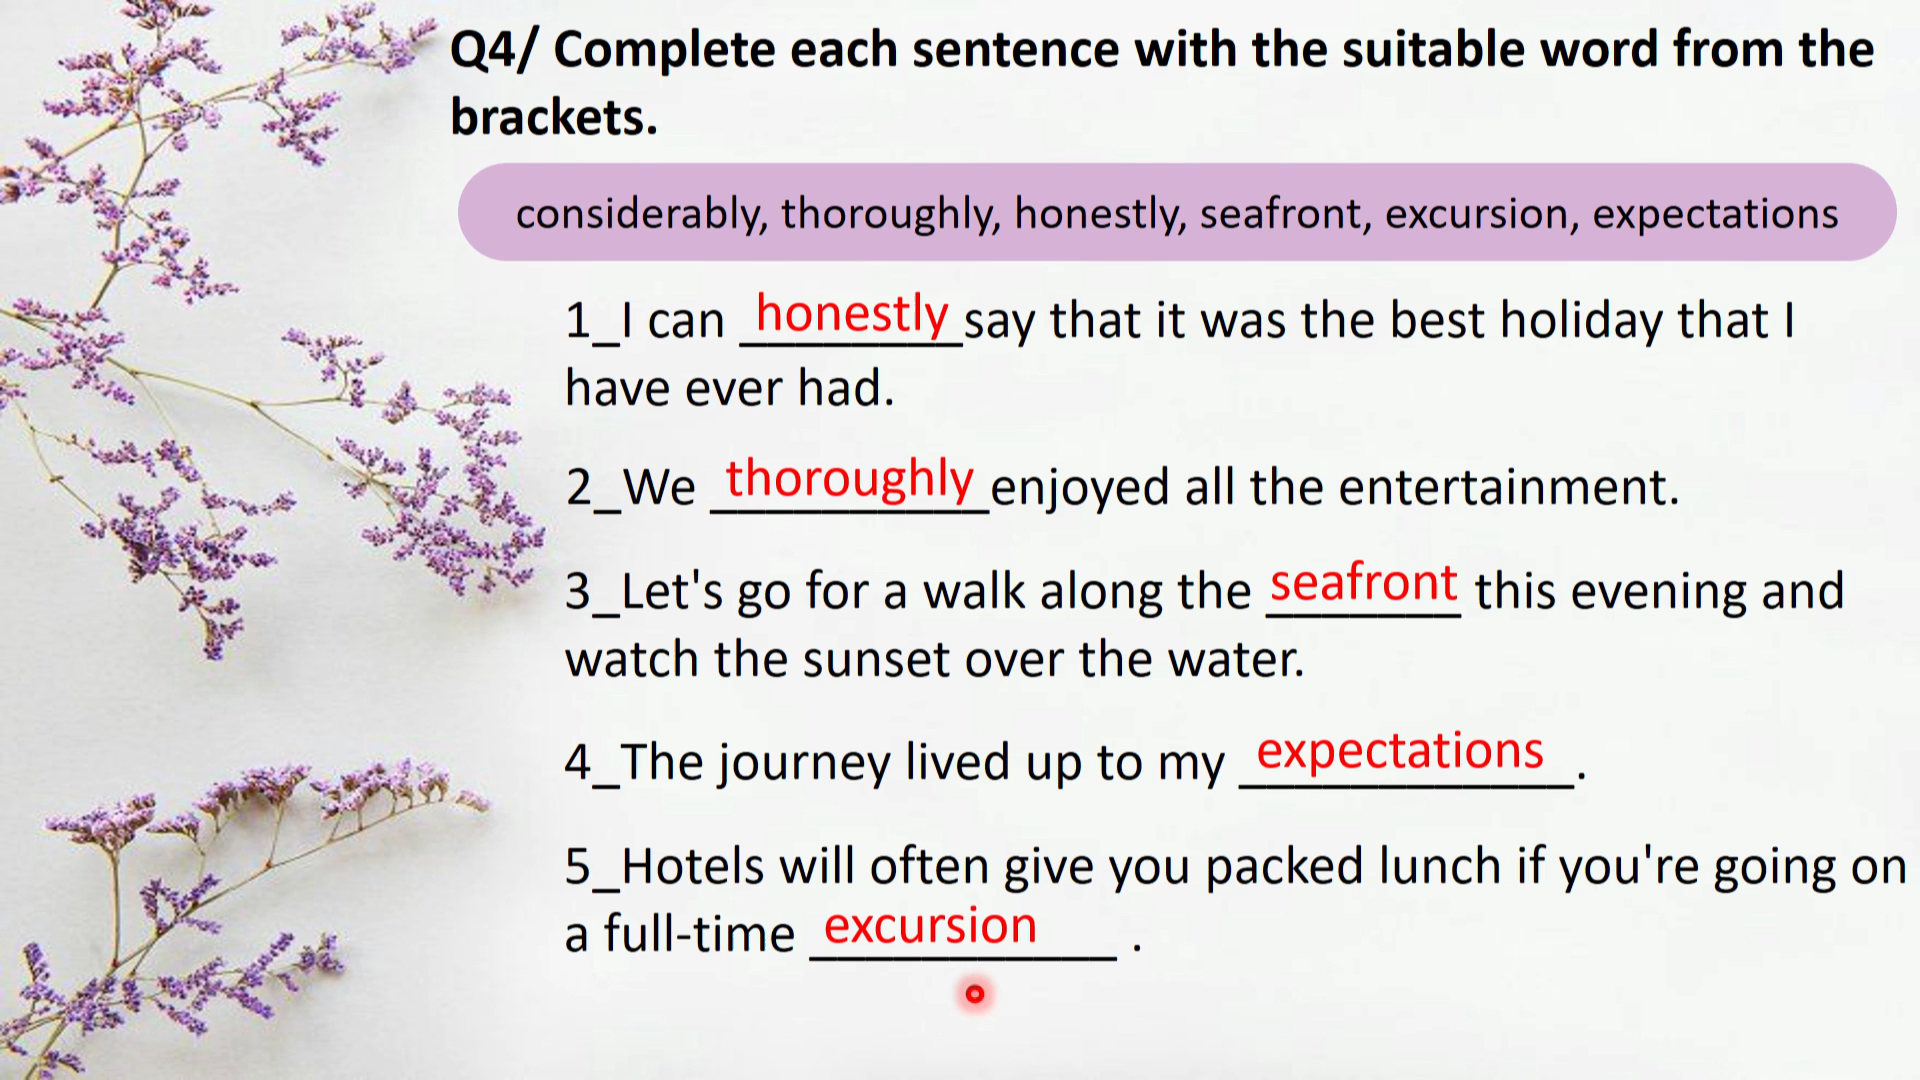 Q4/ Complete each sentence with the suitable word from the
brackets.
considerably, thoroughly, honestly, seafront, excursion, expectations
1_I can honestly say that it was the best holiday that I
have ever had.
2_We thoroughly enjoyed all the entertainment.
3_Let's go for a walk along the seafront this evening and
watch the sunset over the water.
4_The journey lived up to my expectations.
5_Hotels will often give you packed lunch if you're going on
a full-time excursion .